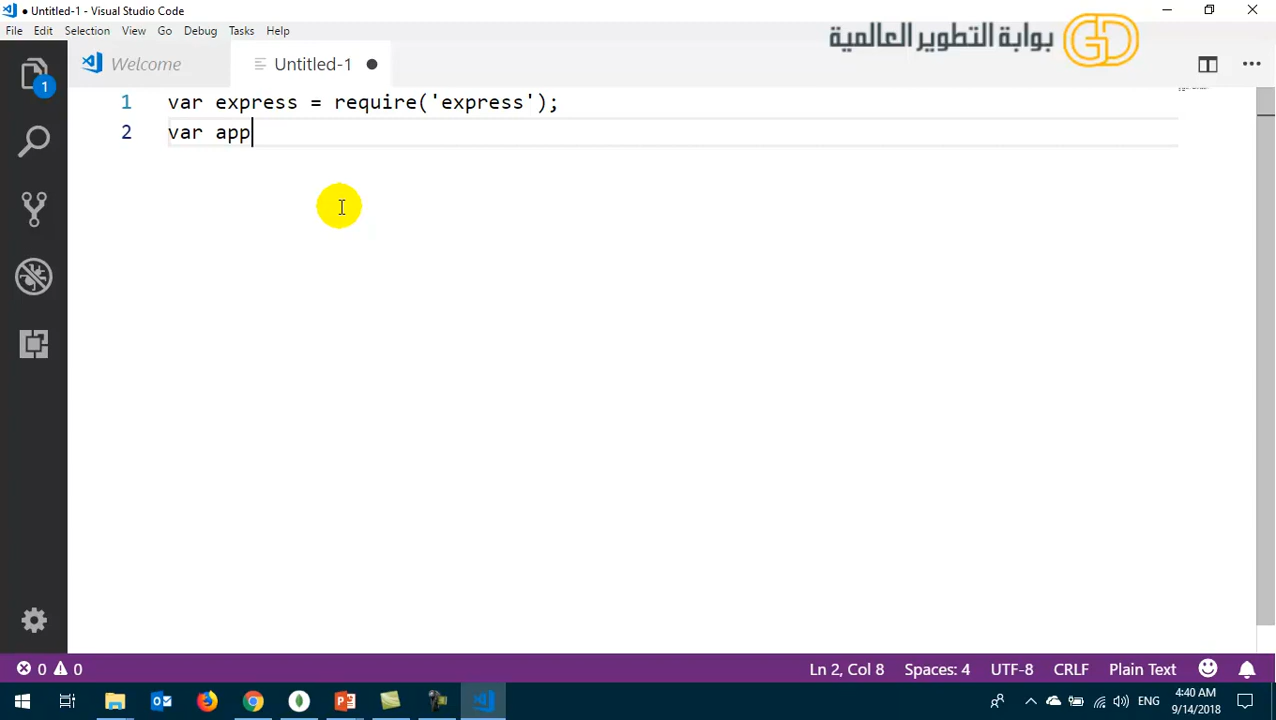 ● Untitled-1 - Visual Studio Code
File Edit Selection View Go Debug Tasks Help
بوابة التطوير العالمية
GD
Welcome
Untitled-1 ●
1
1 var express = require('express');
2 var app
0 0
Ln 2, Col 8 Spaces: 4 UTF-8 CRLF Plain Text
ENG
4:40 AM
9/14/2018